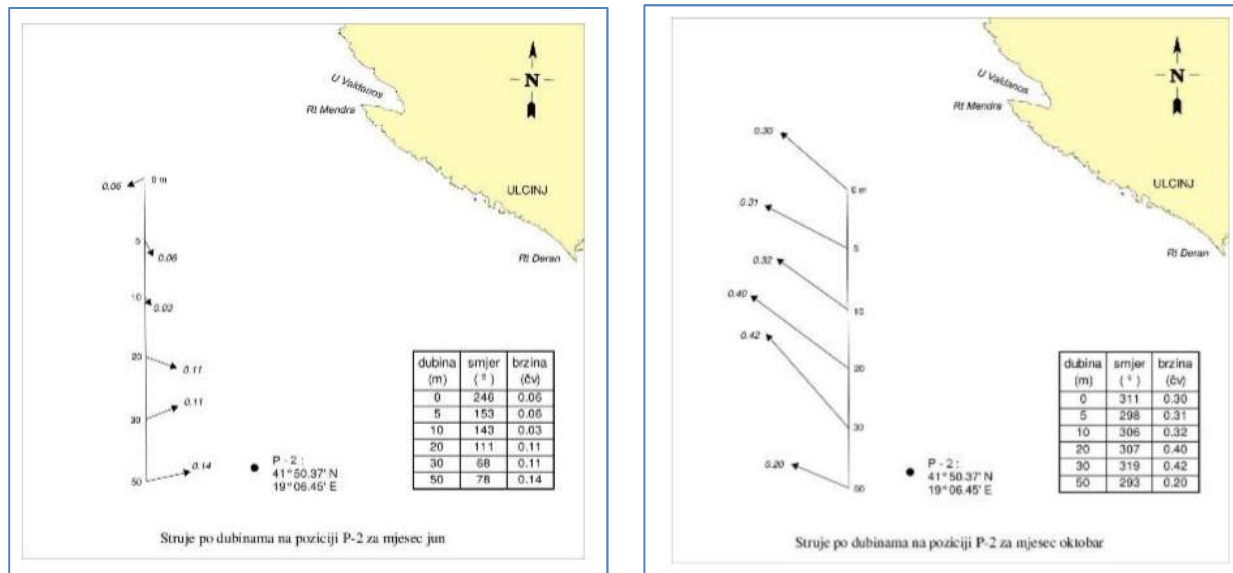 N
U Valdanos
Rt Mendra
ULCINJ
Rt Deran
0 m
0.06
5
0.06
10
0.03
20
0.11
0.11
30
0.14
50
P - 2 :
41°50.37' N
19°06.45' E
dubina smjer brzina
(m) (°) (čv)
0 246 0.06
5 153 0.06
10 143 0.03
20 111 0.11
30 68 0.11
50 78 0.14
Struje po dubinama na poziciji P-2 za mjesec jun
N
U Valdanos
Rt Mendra
ULCINJ
Rt Deran
0.30
0 m
0.31
5
0.32
10
0.40
20
0.42
30
0.20
50
P - 2 :
41°50.37' N
19°06.45' E
dubina smjer brzina
(m) (°) (čv)
0 311 0.30
5 298 0.31
10 306 0.32
20 307 0.40
30 319 0.42
50 293 0.20
Struje po dubinama na poziciji P-2 za mjesec oktobar